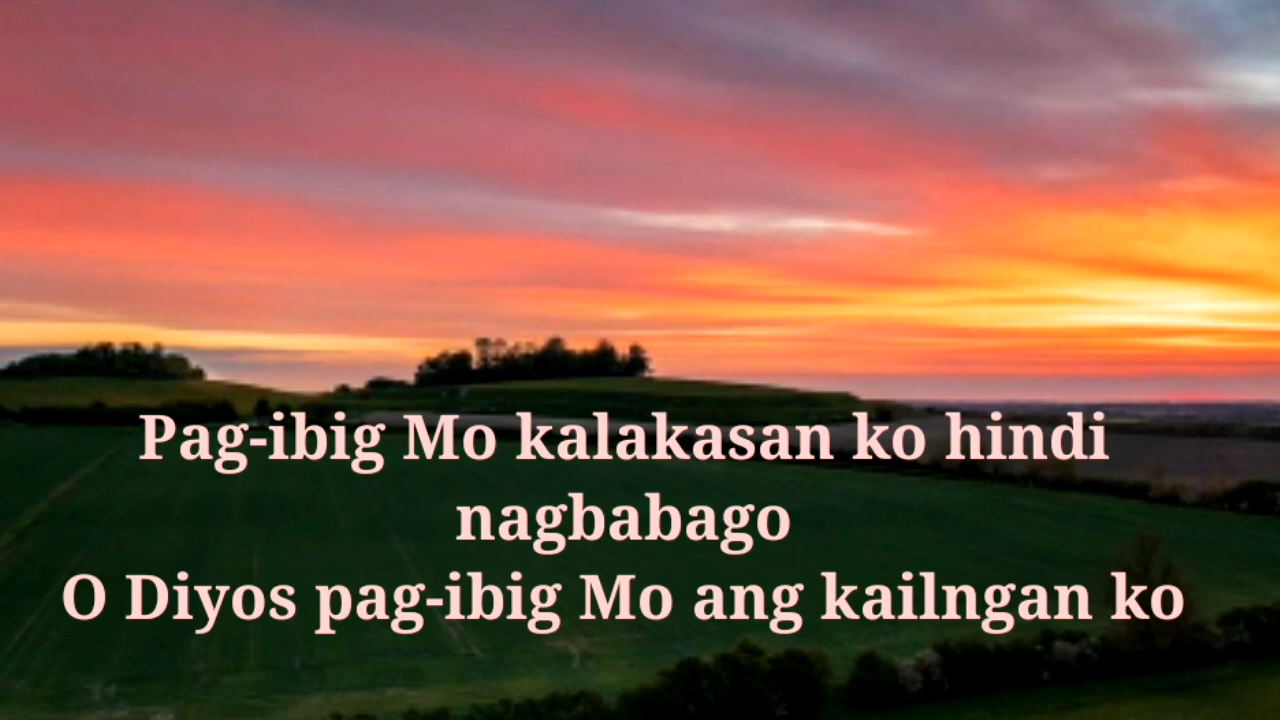 Pag-ibig Mo kalakasan ko hindi
nagbabago
O Diyos pag-ibig Mo ang kailngan ko